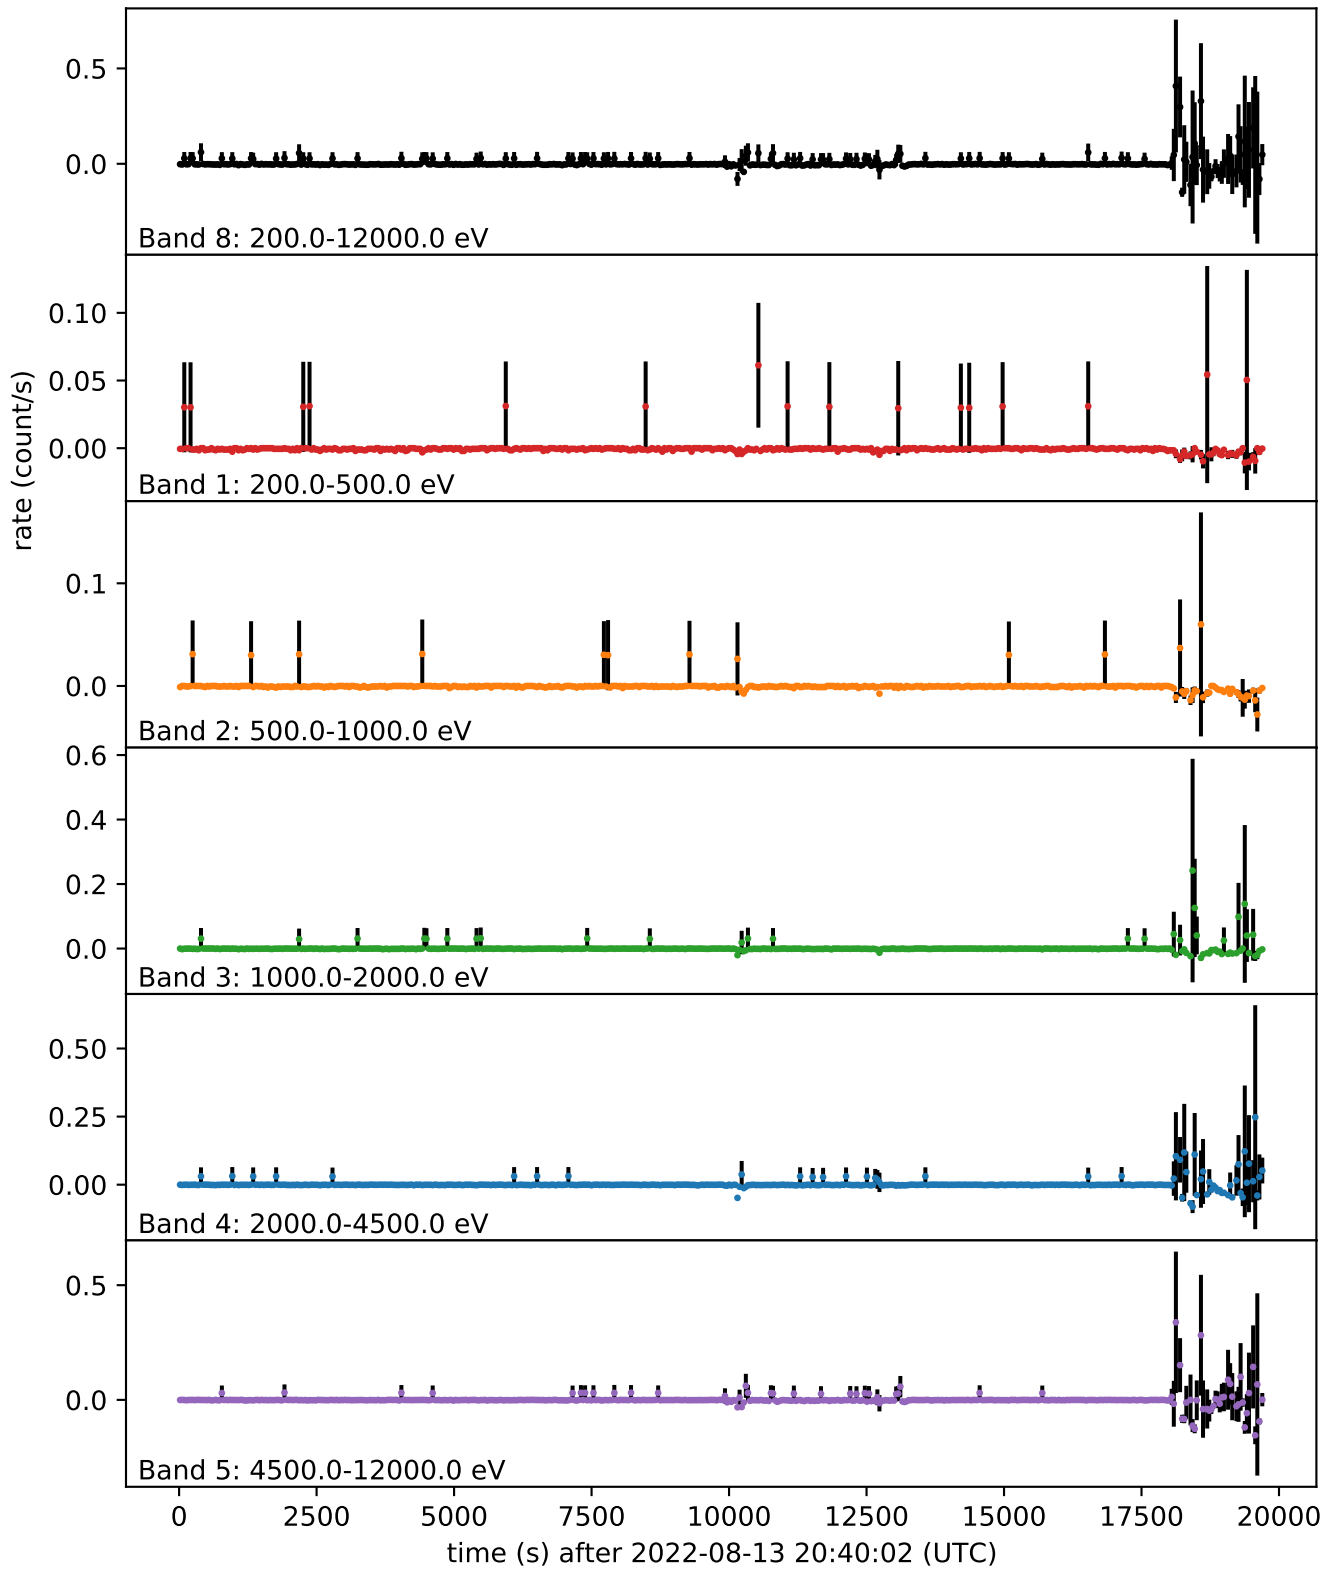 0.5
0.0
Band 8: 200.0-12000.0 eV
0.10
0.05
0.00
Band 1: 200.0-500.0 eV
rate (count/s)
0.1
0.0
Band 2: 500.0-1000.0 eV
0.6
0.4
0.2
0.0
Band 3: 1000.0-2000.0 eV
0.50
0.25
0.00
Band 4: 2000.0-4500.0 eV
0.5
0.0
Band 5: 4500.0-12000.0 eV
0 2500 5000 7500 10000 12500 15000 17500 20000
time (s) after 2022-08-13 20:40:02 (UTC)